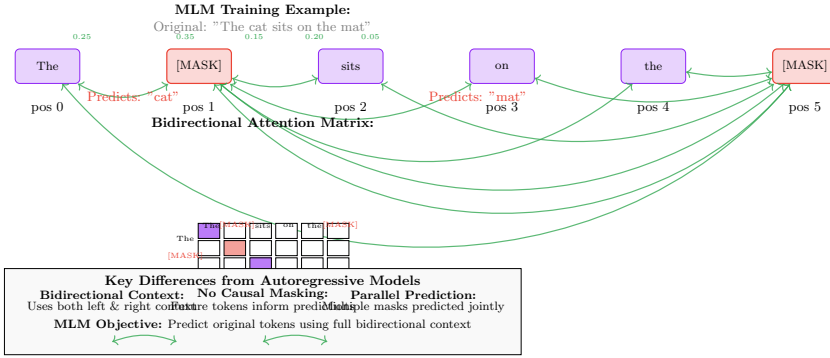 MLM Training Example:
Original: "The cat sits on the mat"
0.25 0.35 0.15 0.20 0.05
The [MASK] sits on the [MASK]
Predicts: "cat" Predicts: "mat"
pos 0 pos 1 pos 2 pos 3 pos 4 pos 5
Bidirectional Attention Matrix:
The [MASK] sits on the [MASK]
The
[MASK]
Key Differences from Autoregressive Models
Bidirectional Context: No Causal Masking: Parallel Prediction:
Uses both left & right context Future tokens inform predictions Multiple masks predicted jointly
MLM Objective: Predict original tokens using full bidirectional context